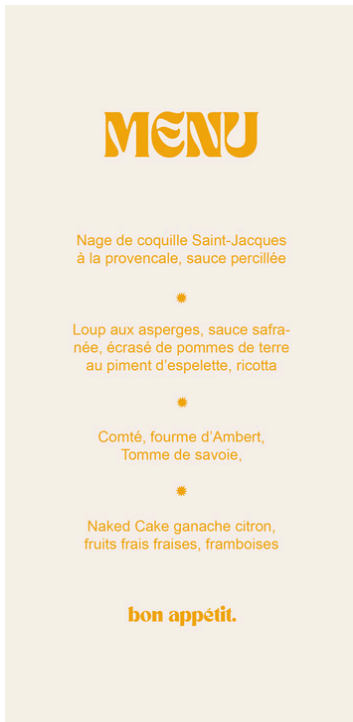 MENU
Nage de coquille Saint-Jacques
à la provencale, sauce percillée
Loup aux asperges, sauce safra-
née, écrasé de pommes de terre
au piment d'espelette, ricotta
Comté, fourme d'Ambert,
Tomme de savoie,
Naked Cake ganache citron,
fruits frais fraises, framboises
bon appétit.